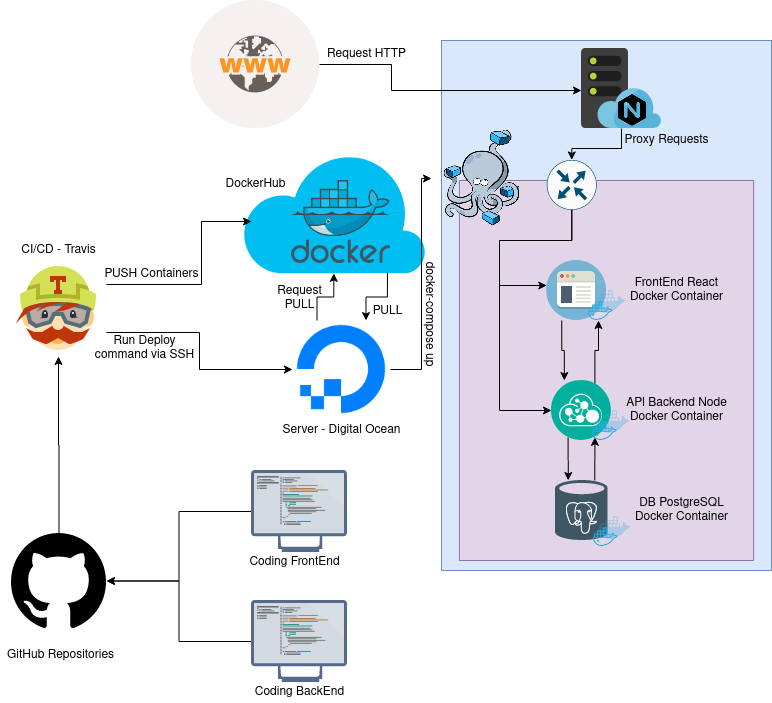 www
Request HTTP
Proxy Requests
DockerHub
docker
CI/CD - Travis
T
PUSH Containers
Request
PULL
PULL
docker-compose up
Run Deploy
command via SSH
Server - Digital Ocean
N
FrontEnd React
Docker Container
API Backend Node
Docker Container
DB PostgreSQL
Docker Container
Coding FrontEnd
GitHub Repositories
Coding BackEnd